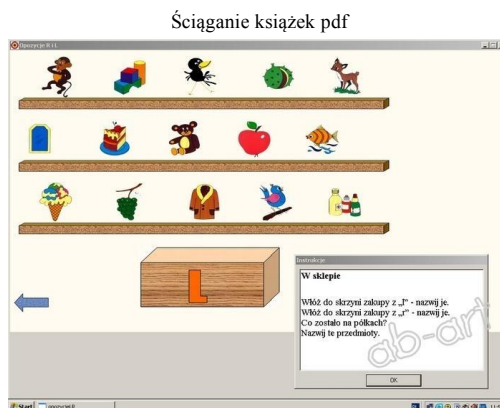 Ściąganie książek pdf
Opozycje R i L
L
Instrukcje
W sklepie
Włóż do skrzyni zakupy z „l" - nazwij je.
Włóż do skrzyni zakupy z „r" - nazwij je.
Co zostało na półkach?
Nazwij te przedmioty.
ab-art
OK
Start